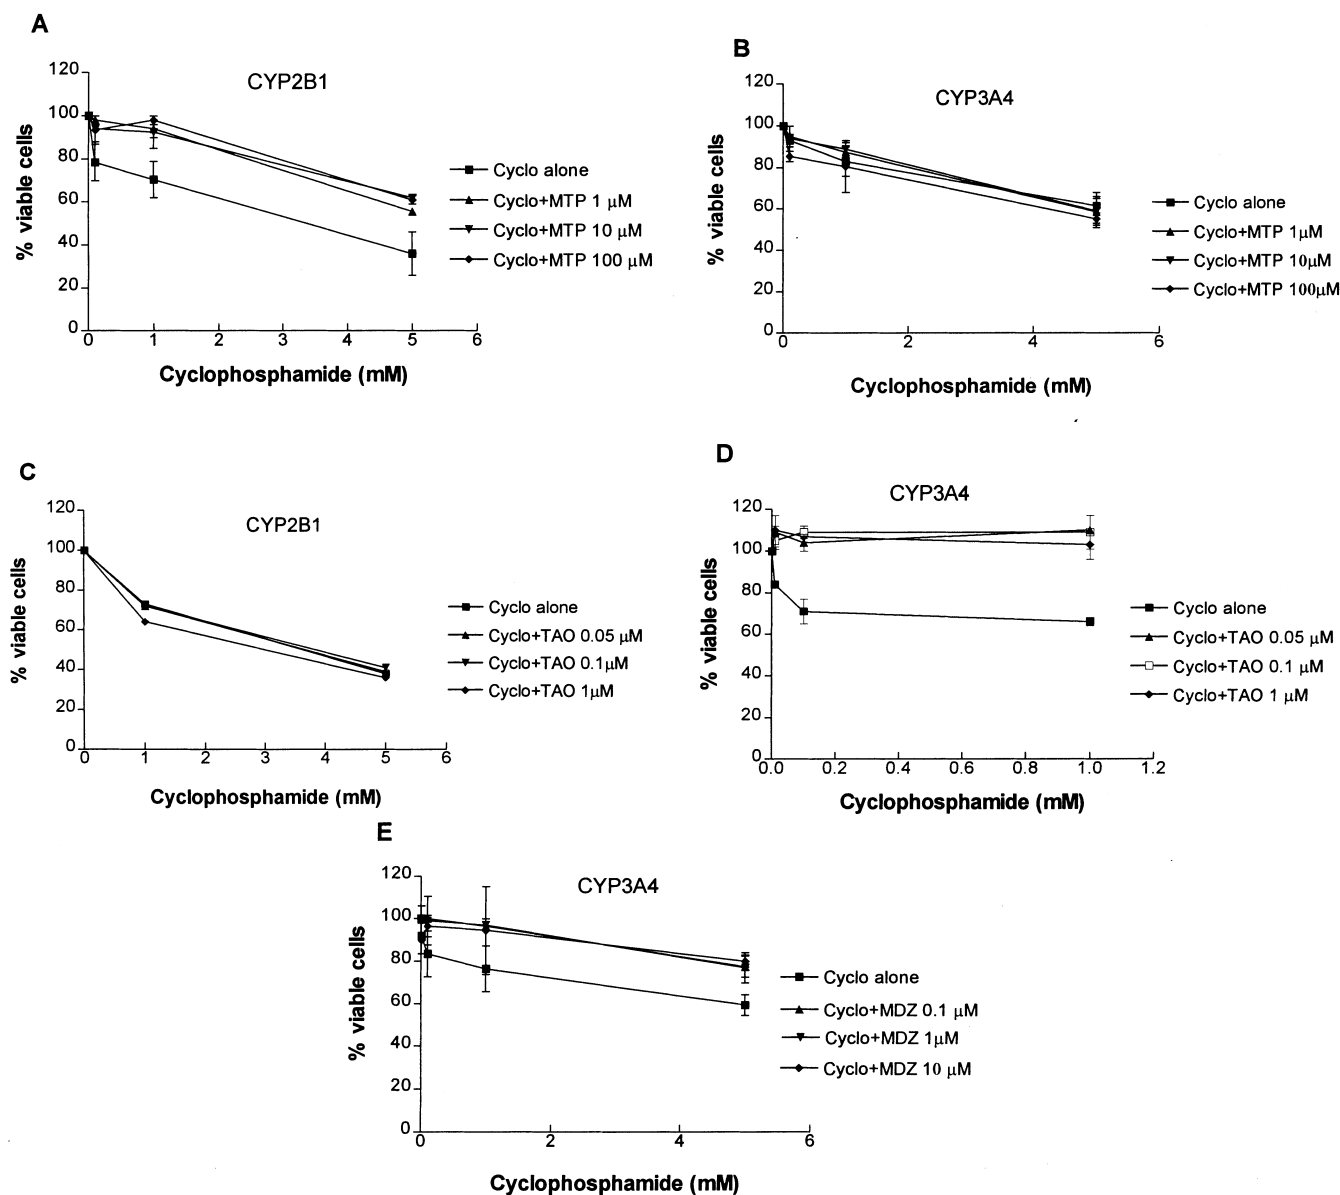 A
CYP2B1
120
100
80
60
40
20
0
% viable cells
0 1 2 3 4 5 6
Cyclophosphamide (mM)
Cyclo alone
Cyclo+MTP 1 μM
Cyclo+MTP 10 μM
Cyclo+MTP 100 μM
B
CYP3A4
120
100
80
60
40
20
0
% viable cells
0 2 4 6
Cyclophosphamide (mM)
Cyclo alone
Cyclo+MTP 1μM
Cyclo+MTP 10μM
Cyclo+MTP 100μM
C
CYP2B1
120
100
80
60
40
20
0
% viable cells
0 1 2 3 4 5 6
Cyclophosphamide (mM)
Cyclo alone
Cyclo+TAO 0.05 μM
Cyclo+TAO 0.1μM
Cyclo+TAO 1μM
D
CYP3A4
120
100
80
60
40
20
0
% viable cells
0.0 0.2 0.4 0.6 0.8 1.0 1.2
Cyclophosphamide (mM)
Cyclo alone
Cyclo+TAO 0.05 μM
Cyclo+TAO 0.1 μM
Cyclo+TAO 1 μM
E
CYP3A4
120
100
80
60
40
20
0
% viable cells
0 2 4 6
Cyclophosphamide (mM)
Cyclo alone
Cyclo+MDZ 0.1 μM
Cyclo+MDZ 1μM
Cyclo+MDZ 10 μM